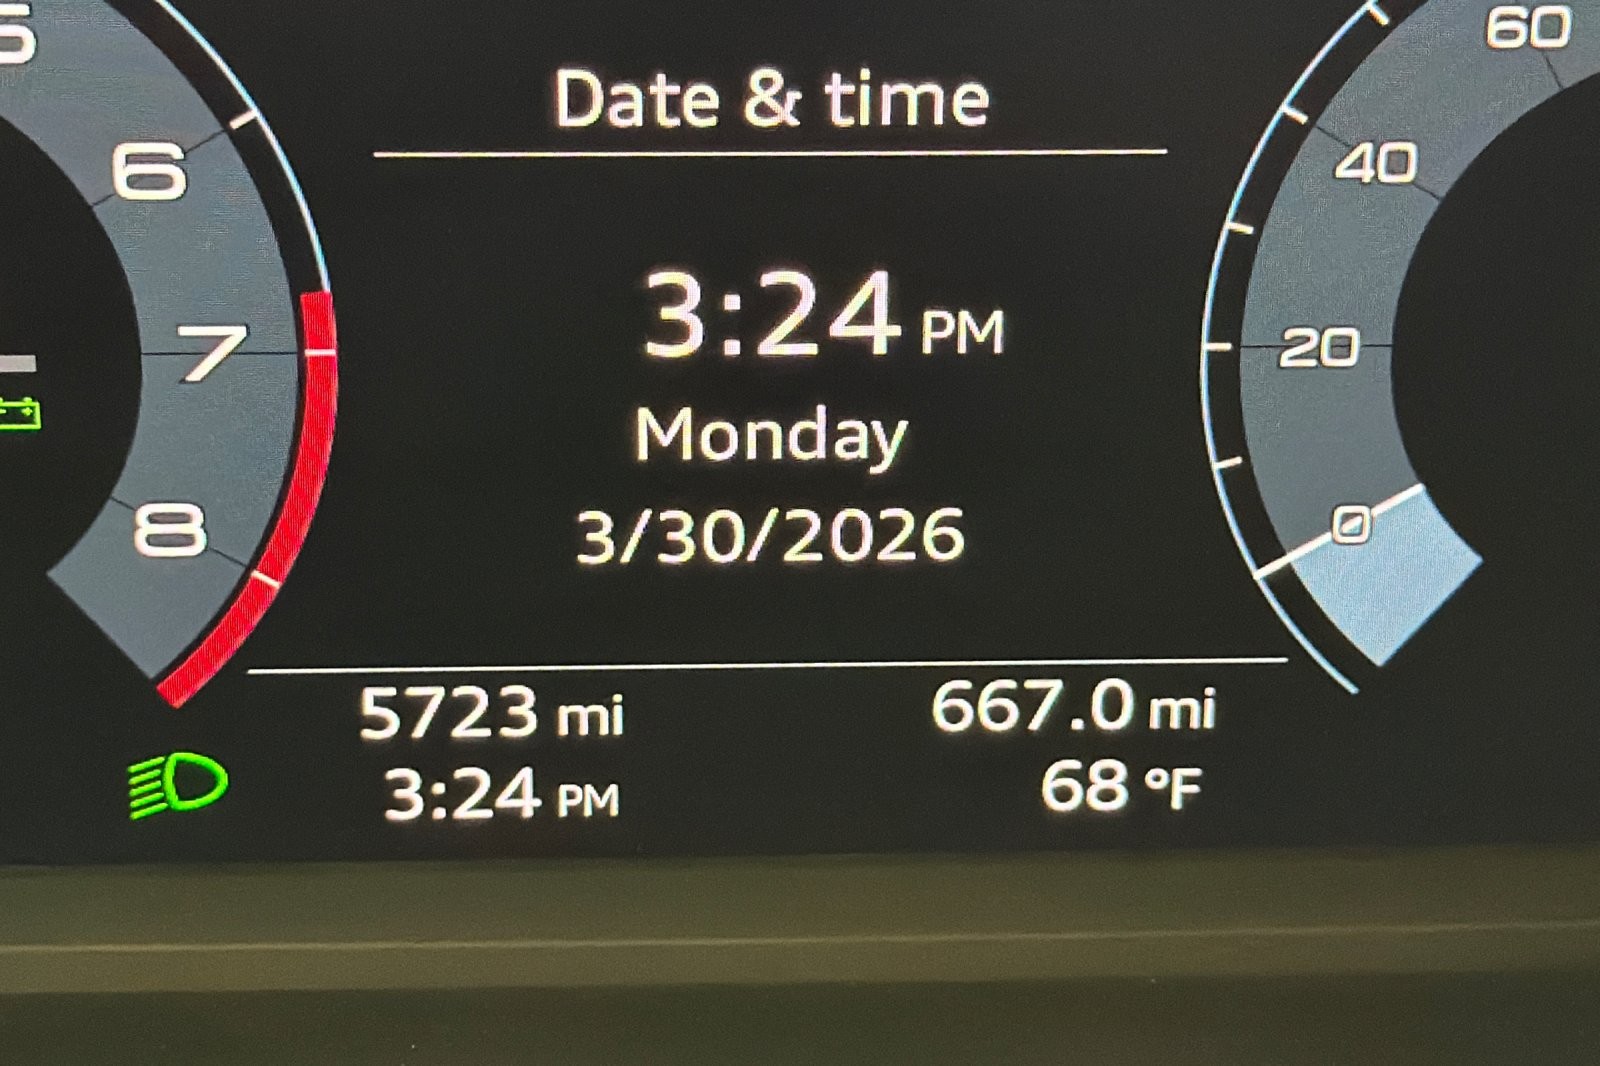 Date & time
5
6
7
8
60
40
20
0
3:24 PM
Monday
3/30/2026
5723 mi
667.0 mi
3:24 PM
68 °F